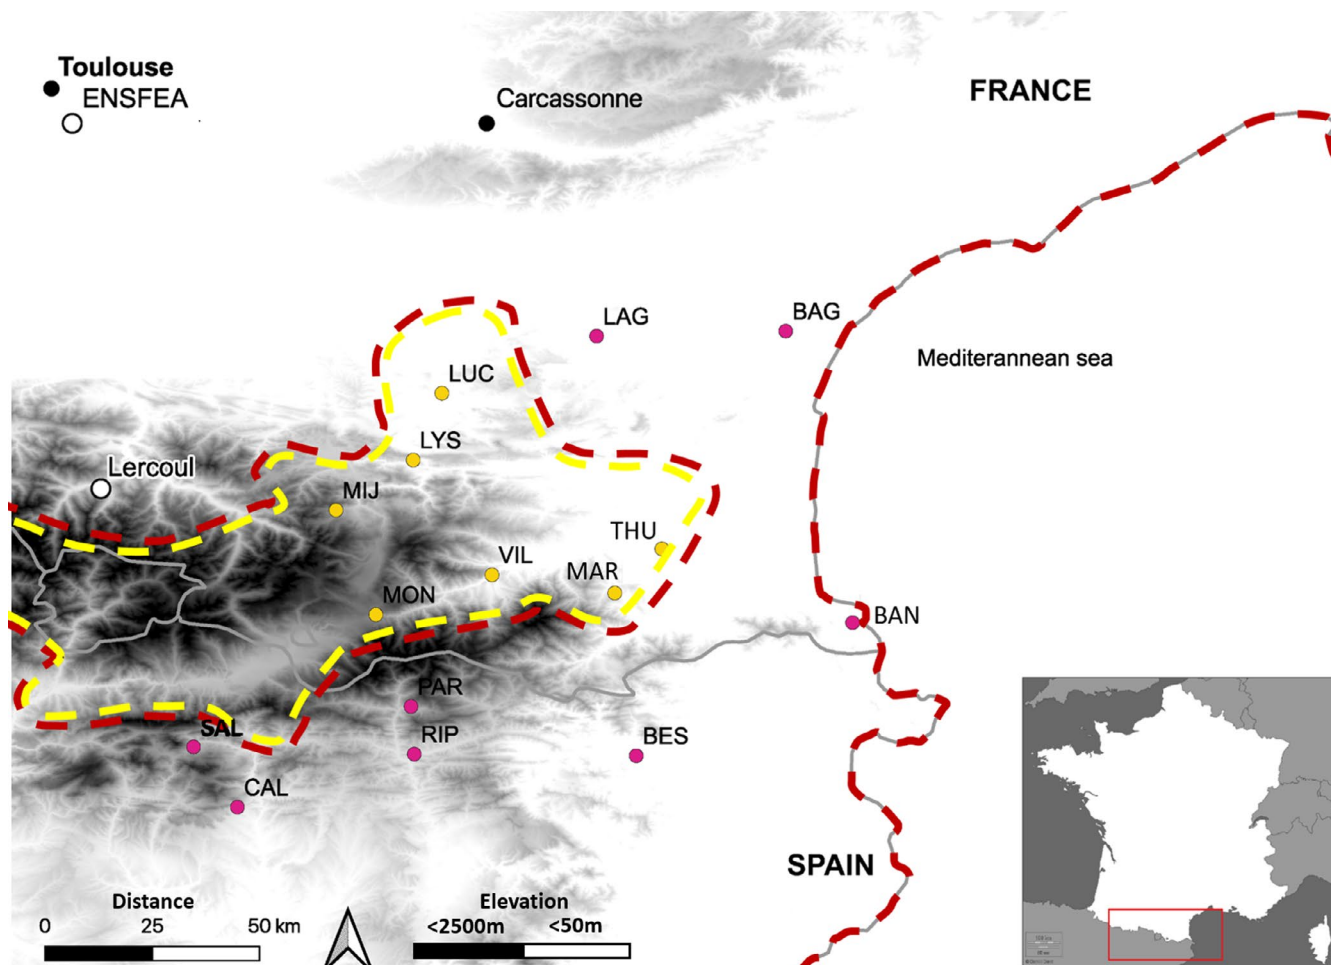 Toulouse
ENSFEA
Carcassonne
FRANCE
LAG
BAG
Mediterannean sea
LUC
LYS
Lercoul
MIJ
THU
VIL
MAR
MON
BAN
PAR
SAL
RIP
BES
CAL
SPAIN
Distance
0 25 50 km
Elevation
<2500m <50m